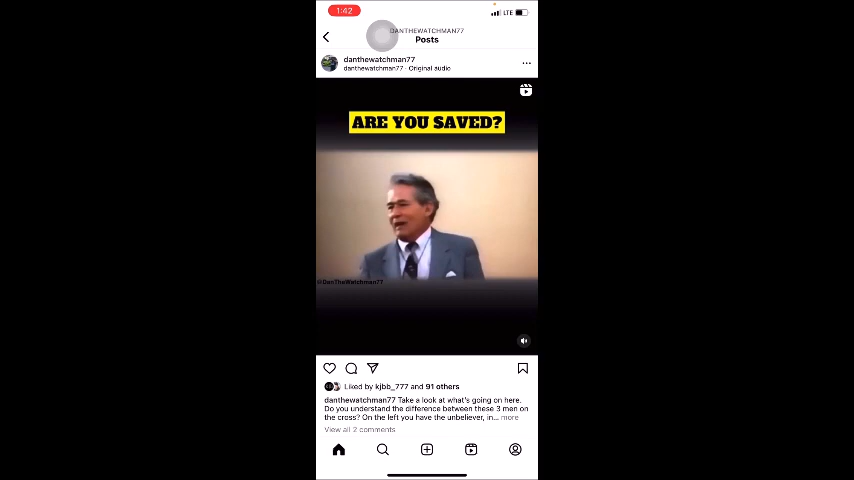 1:42
LTE
DANTHEWATCHMAN77
Posts
danthewatchman77
danthewatchman77 · Original audio
ARE YOU SAVED?
@DanTheWatchman77
Liked by kjbb_777 and 91 others
danthewatchman77 Take a look at what's going on here.
Do you understand the difference between these 3 men on
the cross? On the left you have the unbeliever, in... more
View all 2 comments